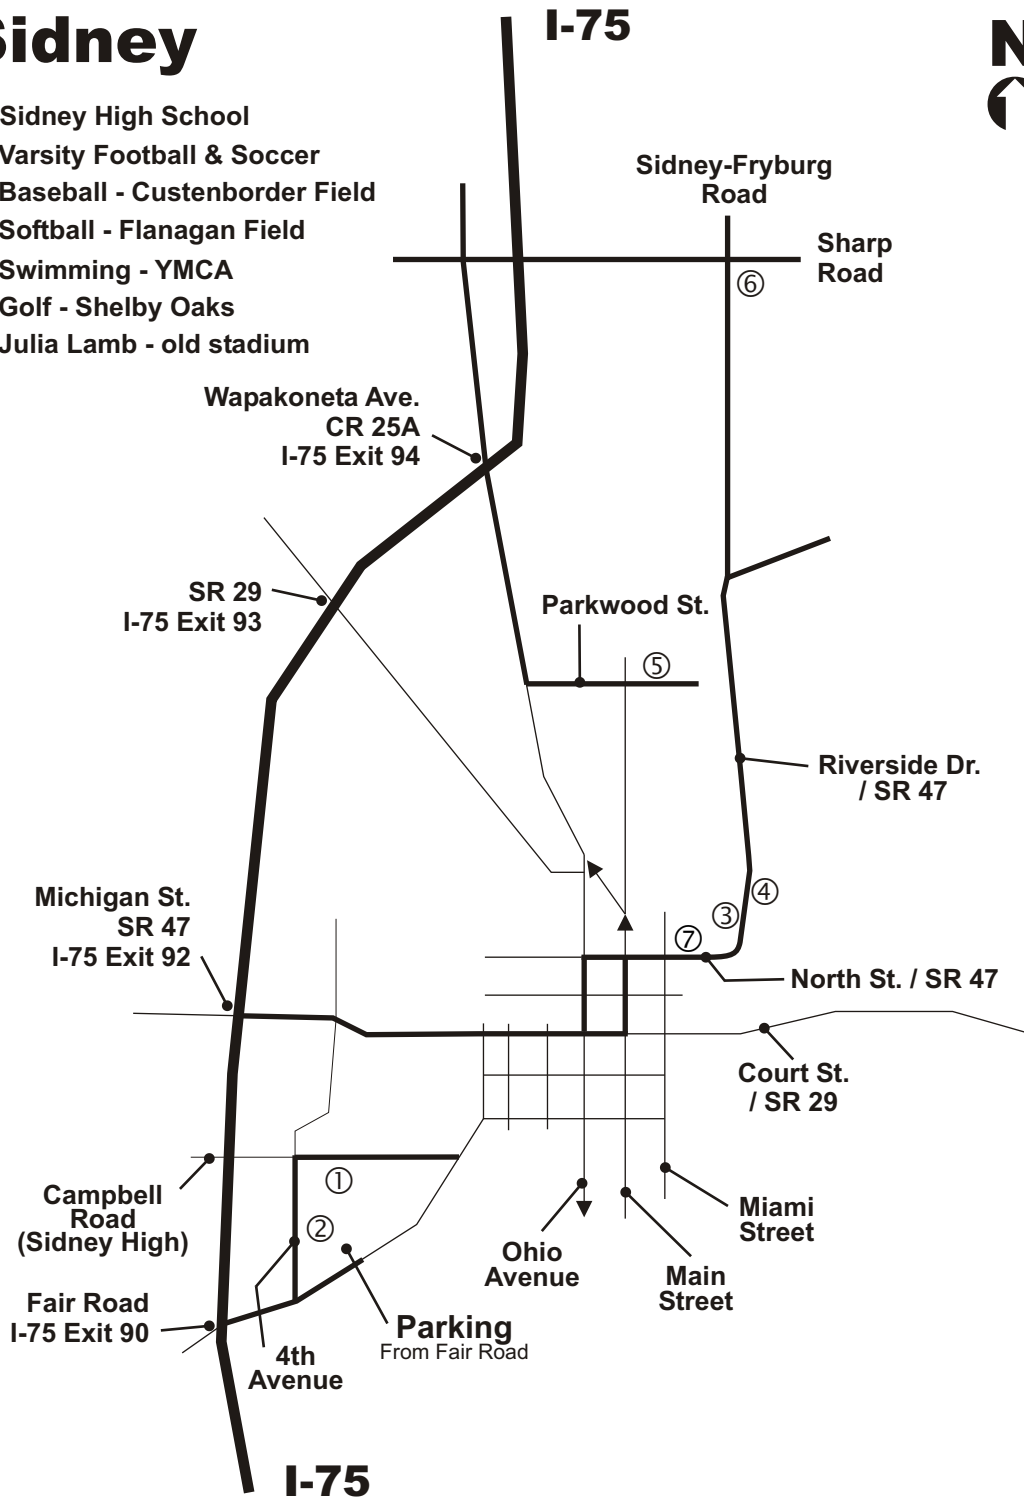 Sidney
I-75
N
Sidney High School
Varsity Football & Soccer
Baseball - Custenborder Field
Softball - Flanagan Field
Swimming - YMCA
Golf - Shelby Oaks
Julia Lamb - old stadium
Sidney-Fryburg
Road
Sharp
Road
⑥
Wapakoneta Ave.
CR 25A
I-75 Exit 94
SR 29
I-75 Exit 93
Parkwood St.
⑤
Riverside Dr.
/ SR 47
Michigan St.
SR 47
I-75 Exit 92
④
③
⑦
North St. / SR 47
Court St.
/ SR 29
①
②
Campbell
Road
(Sidney High)
Miami
Street
Ohio
Avenue
Main
Street
Fair Road
I-75 Exit 90
Parking
From Fair Road
4th
Avenue
I-75